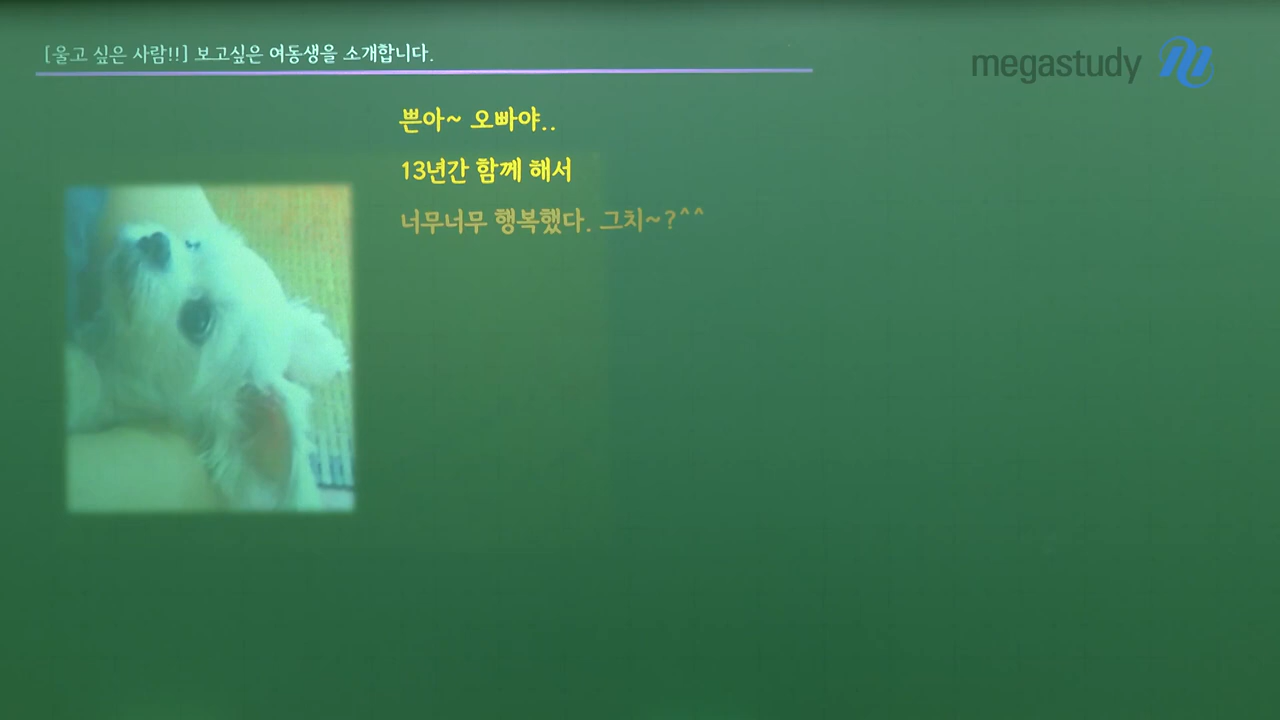 [울고 싶은 사람!!] 보고싶은 여동생을 소개합니다.
megastudy
쁜아~ 오빠야..
13년간 함께 해서
너무너무 행복했다. 그치~?^^